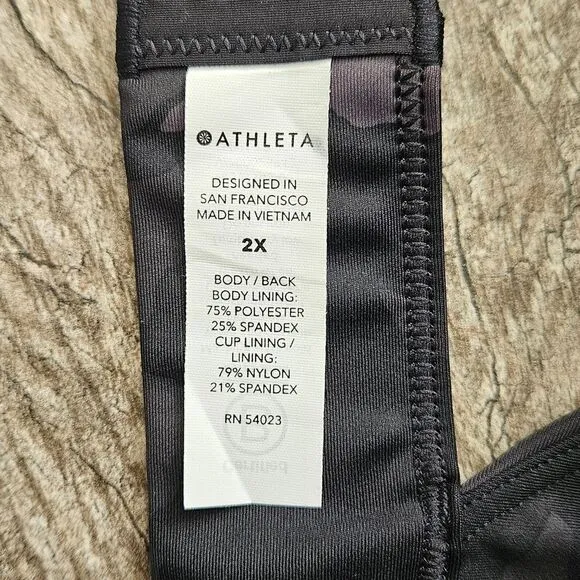 ATHLETA
DESIGNED IN
SAN FRANCISCO
MADE IN VIETNAM
2X
BODY / BACK
BODY LINING:
75% POLYESTER
25% SPANDEX
CUP LINING /
LINING:
79% NYLON
21% SPANDEX
RN 54023
Certified